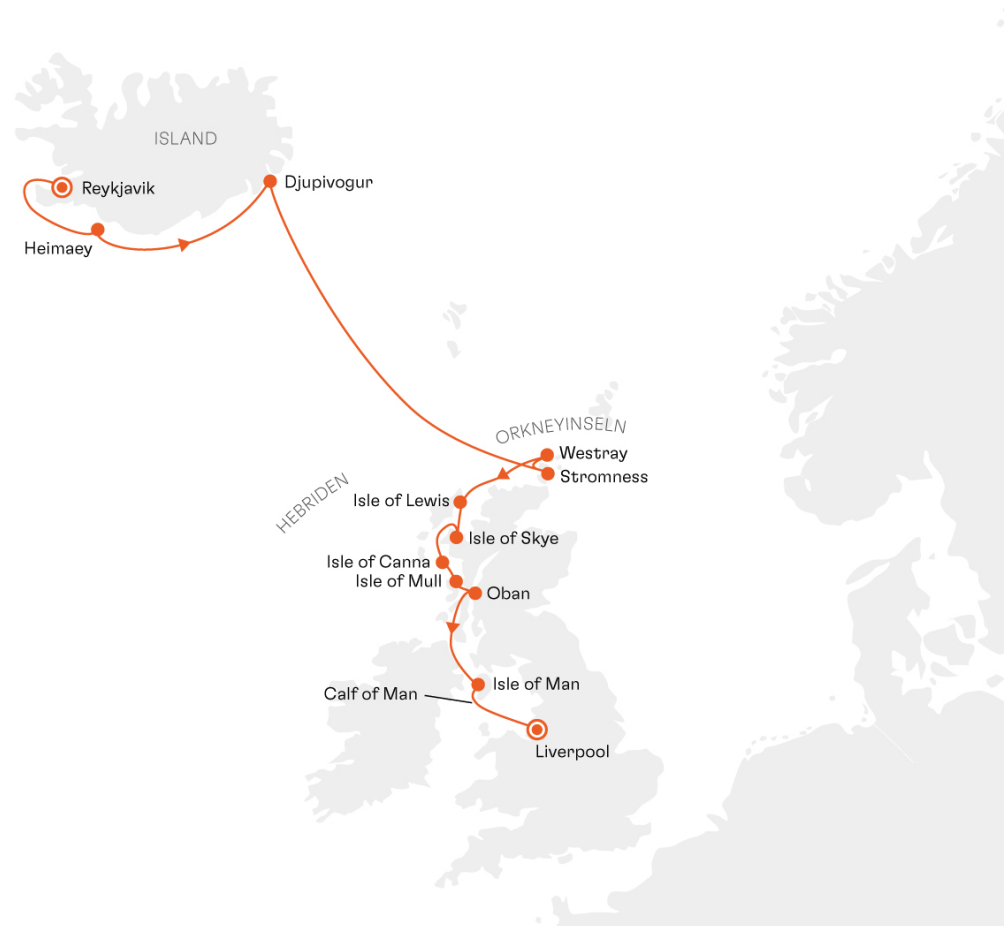 ISLAND
Reykjavik
Djupivogur
Heimaey
ORKNEYINSELN
Westray
Stromness
HEBRIDEN
Isle of Lewis
Isle of Skye
Isle of Canna
Isle of Mull
Oban
Isle of Man
Calf of Man
Liverpool